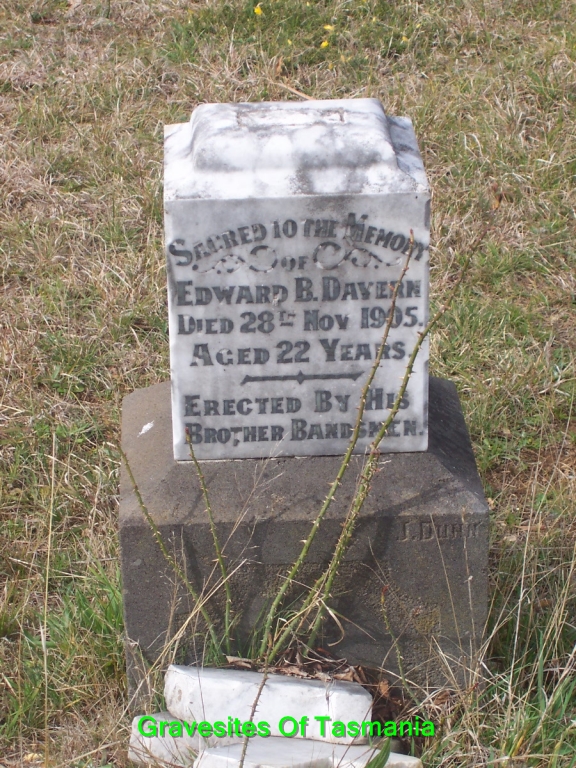 SACRED TO THE MEMORY
OF
EDWARD B. DAVERN
DIED 28TH NOV 1905.
AGED 22 YEARS.
ERECTED BY HIS
BROTHER BANDSMEN.
J. DUNN
Gravesites Of Tasmania